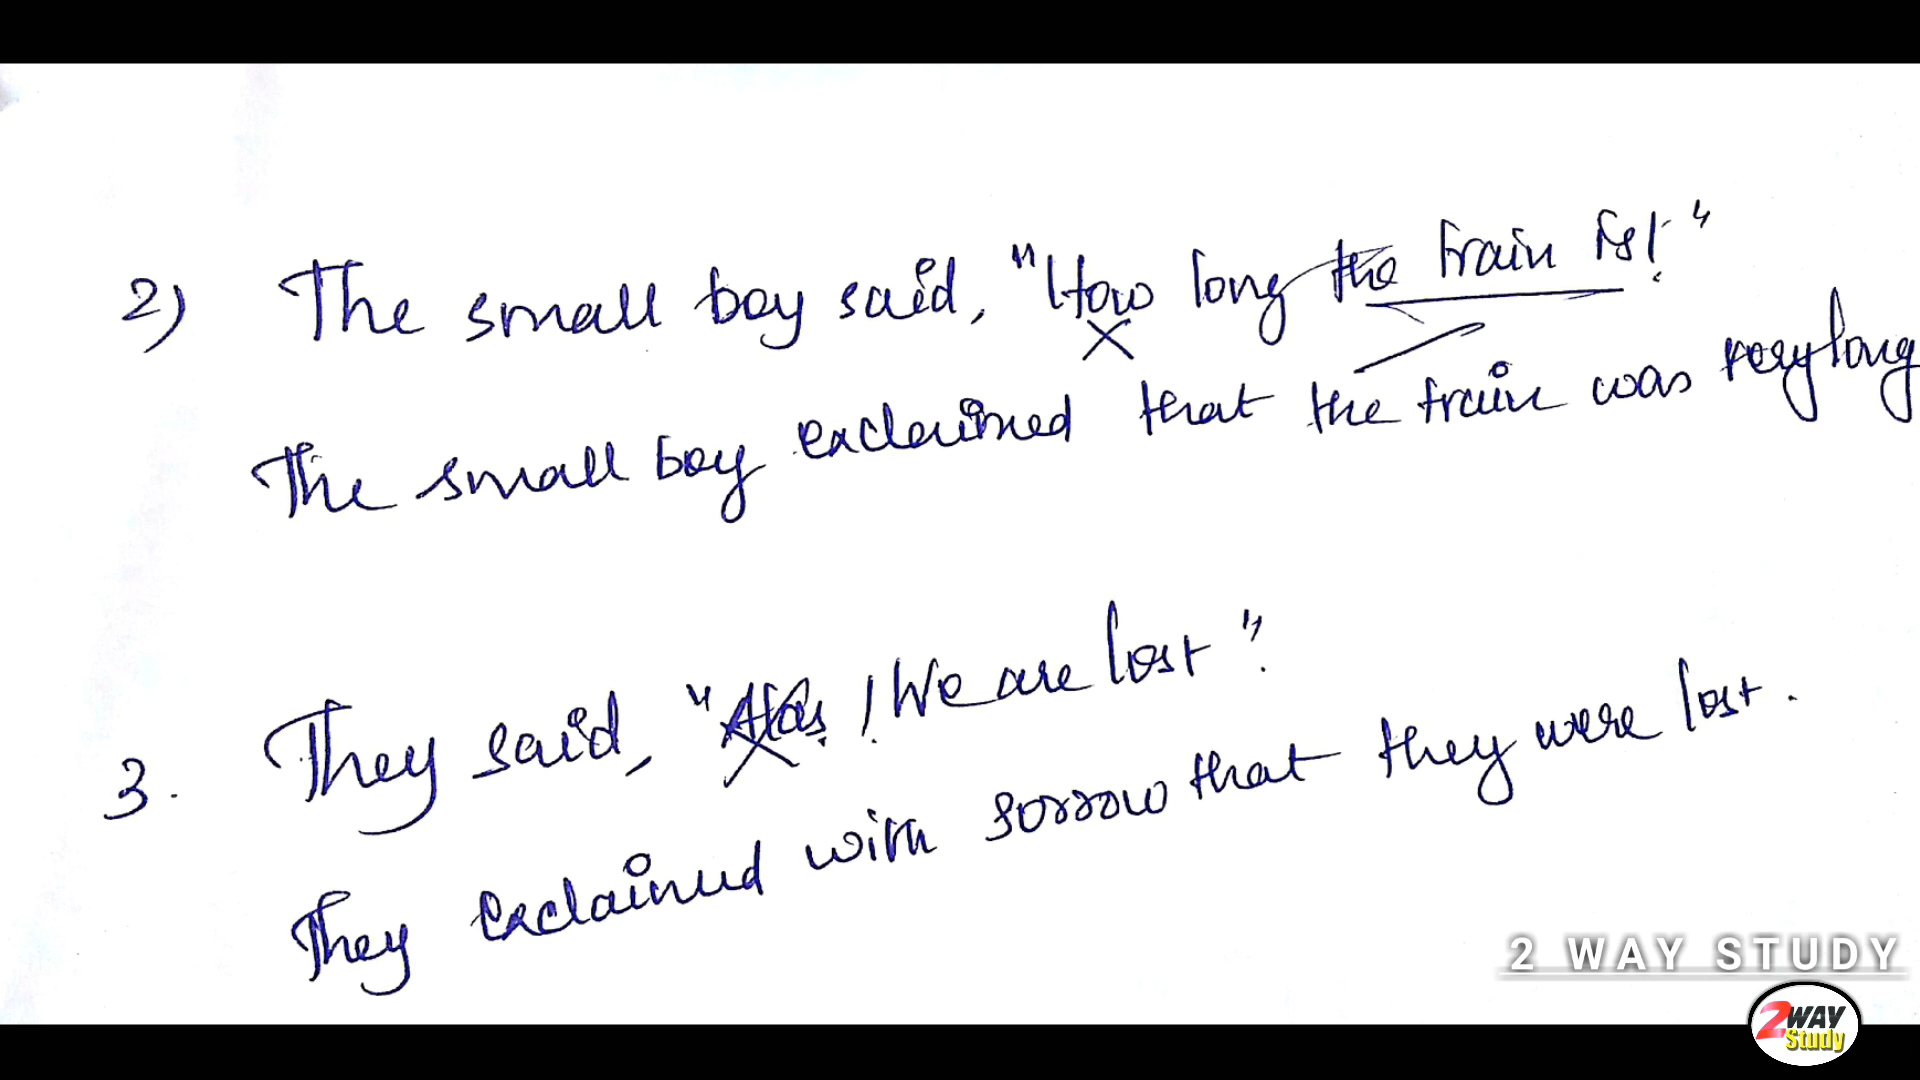 2) The small boy said, "How long the train is!"
The small boy exclaimed that the train was very long
3. They said, "Alas! We are lost".
They exclaimed with sorrow that they were lost.
2 WAY STUDY
2WAY
Study